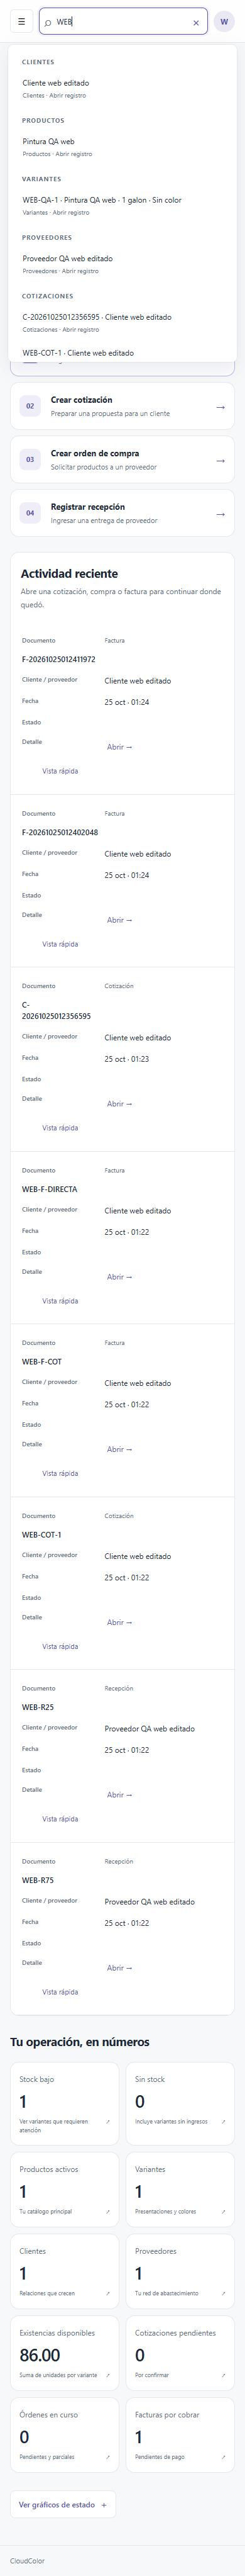 WEB
W
CLIENTES
Cliente web editado
Clientes · Abrir registro
PRODUCTOS
Pintura QA web
Productos · Abrir registro
VARIANTES
WEB-QA-1 · Pintura QA web · 1 galon · Sin color
Variantes · Abrir registro
PROVEEDORES
Proveedor QA web editado
Proveedores · Abrir registro
COTIZACIONES
C-20261025012356595 · Cliente web editado
Cotizaciones · Abrir registro
WEB-COT-1 · Cliente web editado
02
Crear cotización
Preparar una propuesta para un cliente
03
Crear orden de compra
Solicitar productos a un proveedor
04
Registrar recepción
Ingresar una entrega de proveedor
Actividad reciente
Abre una cotización, compra o factura para continuar donde
quedó.
Documento Factura
F-20261025012411972
Cliente / proveedor Cliente web editado
Fecha 25 oct · 01:24
Estado
Detalle Abrir →
Vista rápida
Documento Factura
F-20261025012402048
Cliente / proveedor Cliente web editado
Fecha 25 oct · 01:24
Estado
Detalle Abrir →
Vista rápida
Documento Cotización
C-
20261025012356595
Cliente / proveedor Cliente web editado
Fecha 25 oct · 01:23
Estado
Detalle Abrir →
Vista rápida
Documento Factura
WEB-F-DIRECTA
Cliente / proveedor Cliente web editado
Fecha 25 oct · 01:22
Estado
Detalle Abrir →
Vista rápida
Documento Factura
WEB-F-COT
Cliente / proveedor Cliente web editado
Fecha 25 oct · 01:22
Estado
Detalle Abrir →
Vista rápida
Documento Cotización
WEB-COT-1
Cliente / proveedor Cliente web editado
Fecha 25 oct · 01:22
Estado
Detalle Abrir →
Vista rápida
Documento Recepción
WEB-R25
Cliente / proveedor Proveedor QA web editado
Fecha 25 oct · 01:22
Estado
Detalle Abrir →
Vista rápida
Documento Recepción
WEB-R75
Cliente / proveedor Proveedor QA web editado
Fecha 25 oct · 01:22
Estado
Detalle Abrir →
Vista rápida
Tu operación, en números
Stock bajo
1
Ver variantes que requieren
atención
Sin stock
0
Incluye variantes sin ingresos
Productos activos
1
Tu catálogo principal
Variantes
1
Presentaciones y colores
Clientes
1
Relaciones que crecen
Proveedores
1
Tu red de abastecimiento
Existencias disponibles
86.00
Suma de unidades por variante
Cotizaciones pendientes
0
Por confirmar
Órdenes en curso
0
Pendientes y parciales
Facturas por cobrar
1
Pendientes de pago
Ver gráficos de estado +
CloudColor